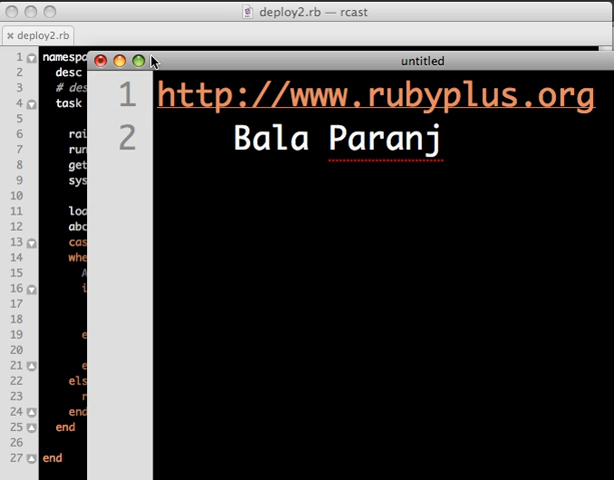 deploy2.rb — rcast
deploy2.rb
untitled
1 namespa
2 desc
3 # des
4 task
5
6 rai
7 run
8 get
9 sys
10
11 loa
12 abc
13 cas
14 whe
15 A
16 i
17
18
19 e
20
21 e
22 els
23 r
24 end
25 end
26
27 end
1 http://www.rubyplus.org
2 Bala Paranj